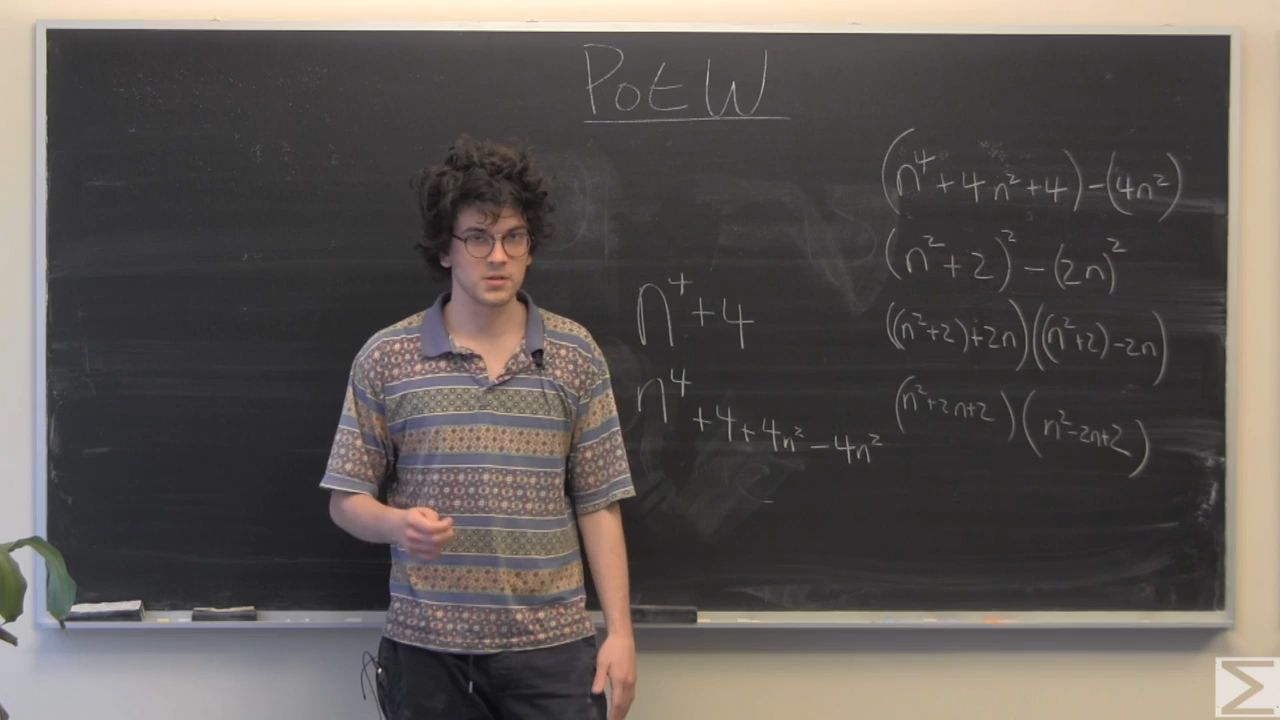 PotW
n⁴+4
n⁴+4+4n²-4n²
(n⁴+4n²+4)-(4n²)
(n²+2)²-(2n)²
((n²+2)+2n)((n²+2)-2n)
(n²+2n+2)(n²-2n+2)
Σ